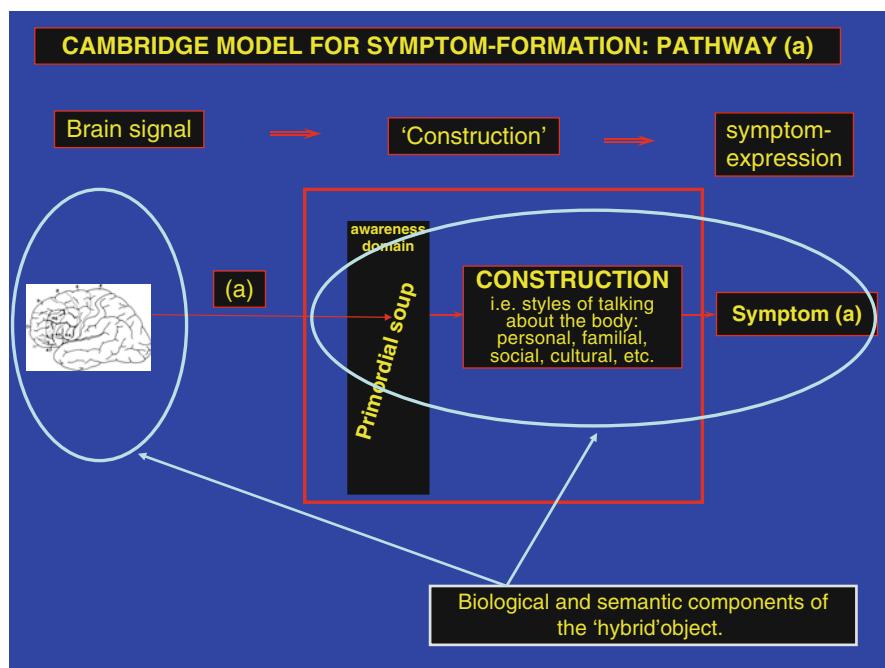 CAMBRIDGE MODEL FOR SYMPTOM-FORMATION: PATHWAY (a)
Brain signal
‘Construction’
symptom-
expression
awareness
domain
(a)
Primordial soup
CONSTRUCTION
i.e. styles of talking
about the body:
personal, familial,
social, cultural, etc.
Symptom (a)
Biological and semantic components of
the ‘hybrid’object.